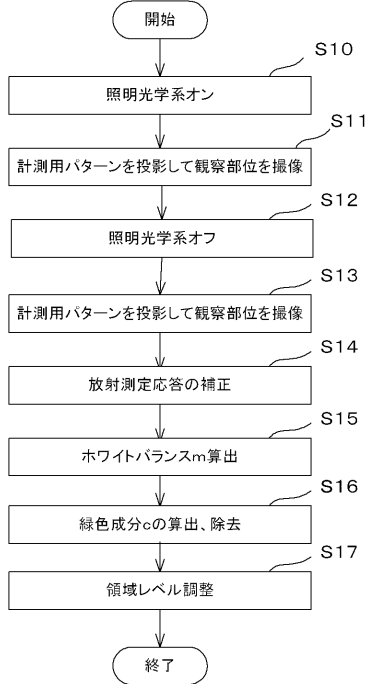 開始
S10
照明光学系オン
S11
計測用パターンを投影して観察部位を撮像
S12
照明光学系オフ
S13
計測用パターンを投影して観察部位を撮像
S14
放射測定応答の補正
S15
ホワイトバランスm算出
S16
緑色成分cの算出、除去
S17
領域レベル調整
終了